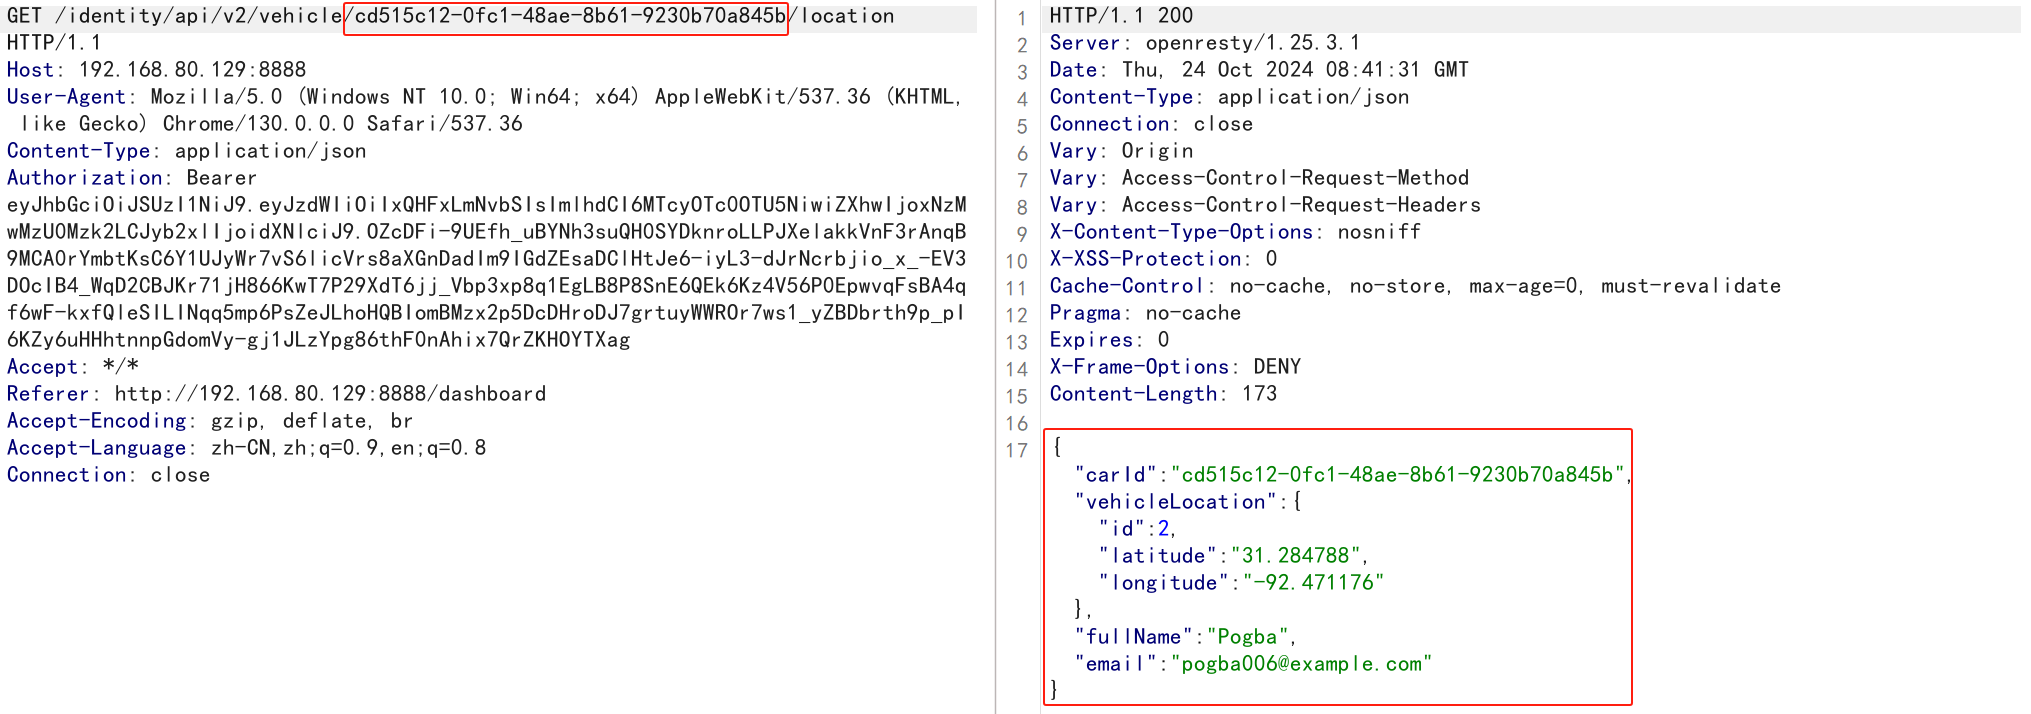 GET /identity/api/v2/vehicle/cd515c12-0fc1-48ae-8b61-9230b70a845b/location
HTTP/1.1
Host: 192.168.80.129:8888
User-Agent: Mozilla/5.0 (Windows NT 10.0; Win64; x64) AppleWebKit/537.36 (KHTML,
like Gecko) Chrome/130.0.0.0 Safari/537.36
Content-Type: application/json
Authorization: Bearer
eyJhbGciOiJSUzI1NiJ9.eyJzdWIiOiIxQHFxLmNvbSIsImlhdCI6MTcyOTc0OTU5NiwiZXhwIjoxNzM
wMzU0Mzk2LCJyb2xlIjoidXNlciJ9.OZcDFi-9UEfh_uBYNh3suQHOSYDknroLLPJXelakkVnF3rAnqB
9MCA0rYmbtKsC6Y1UJyWr7vS6IicVrs8aXGnDadIm9IGdZEsaDClHtJe6-iyL3-dJrNcrbjio_x_-EV3
DOcIB4_WqD2CBJKr71jH866KwT7P29XdT6jj_Vbp3xp8q1EgLB8P8SnE6QEk6Kz4V56POEpwvqFsBA4q
f6wF-kxfQleSILINqq5mp6PsZeJLhoHQBIomBMzx2p5DcDHroDJ7grtuyWWROr7ws1_yZBDbrth9p_pI
6KZy6uHHhtnnpGdomVy-gj1JLzYpg86thF0nAhix7QrZKHOYTXag
Accept: */*
Referer: http://192.168.80.129:8888/dashboard
Accept-Encoding: gzip, deflate, br
Accept-Language: zh-CN,zh;q=0.9,en;q=0.8
Connection: close
1 HTTP/1.1 200
2 Server: openresty/1.25.3.1
3 Date: Thu, 24 Oct 2024 08:41:31 GMT
4 Content-Type: application/json
5 Connection: close
6 Vary: Origin
7 Vary: Access-Control-Request-Method
8 Vary: Access-Control-Request-Headers
9 X-Content-Type-Options: nosniff
10 X-XSS-Protection: 0
11 Cache-Control: no-cache, no-store, max-age=0, must-revalidate
12 Pragma: no-cache
13 Expires: 0
14 X-Frame-Options: DENY
15 Content-Length: 173
16
17 {
"carId":"cd515c12-0fc1-48ae-8b61-9230b70a845b",
"vehicleLocation":{
"id":2,
"latitude":"31.284788",
"longitude":"-92.471176"
},
"fullName":"Pogba",
"email":"pogba006@example.com"
}